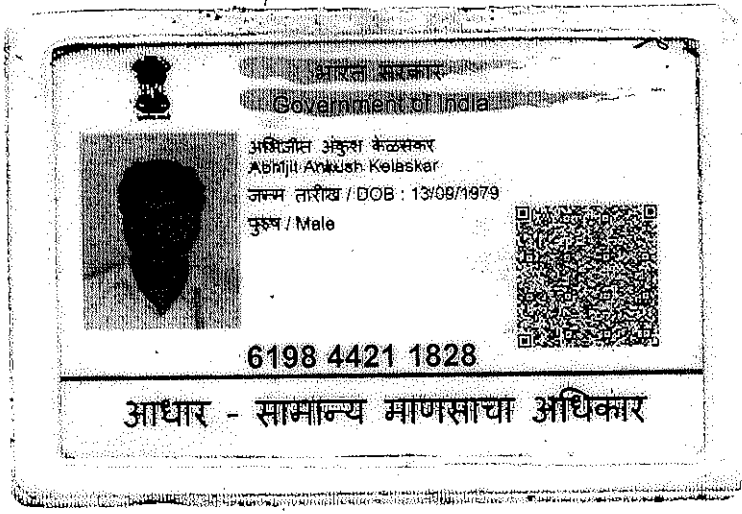 भारत सरकार
Government of India
अभिजीत अंकुश केळसकर
Abhijit Ankush Kelaskar
जन्म तारीख / DOB : 13/09/1979
पुरुष / Male
6198 4421 1828
आधार - सामान्य माणसाचा अधिकार